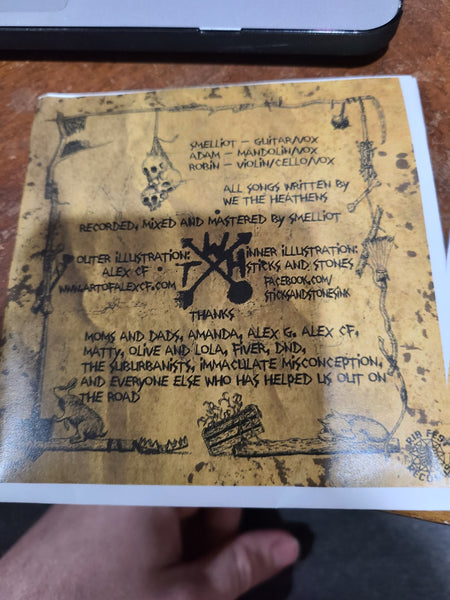 SMELLIOT – GUITAR/VOX
ADAM – MANDOLIN/VOX
ROBIN – VIOLIN/CELLO/VOX
ALL SONGS WRITTEN BY
WE THE HEATHENS
RECORDED, MIXED AND MASTERED BY SMELLIOT
OUTER ILLUSTRATION:
ALEX CF
WWW.ARTOFALEXCF.COM
W
T H
INNER ILLUSTRATION:
STICKS AND STONES
FACEBOOK.COM/
STICKSANDSTONESINK
THANKS
MOMS AND DADS, AMANDA, ALEX G, ALEX CF,
MATTY, OLIVE AND LOLA, FIVER, DND,
THE SUBURBANISTS, IMMACULATE MISCONCEPTION,
AND EVERYONE ELSE WHO HAS HELPED US OUT ON
THE ROAD